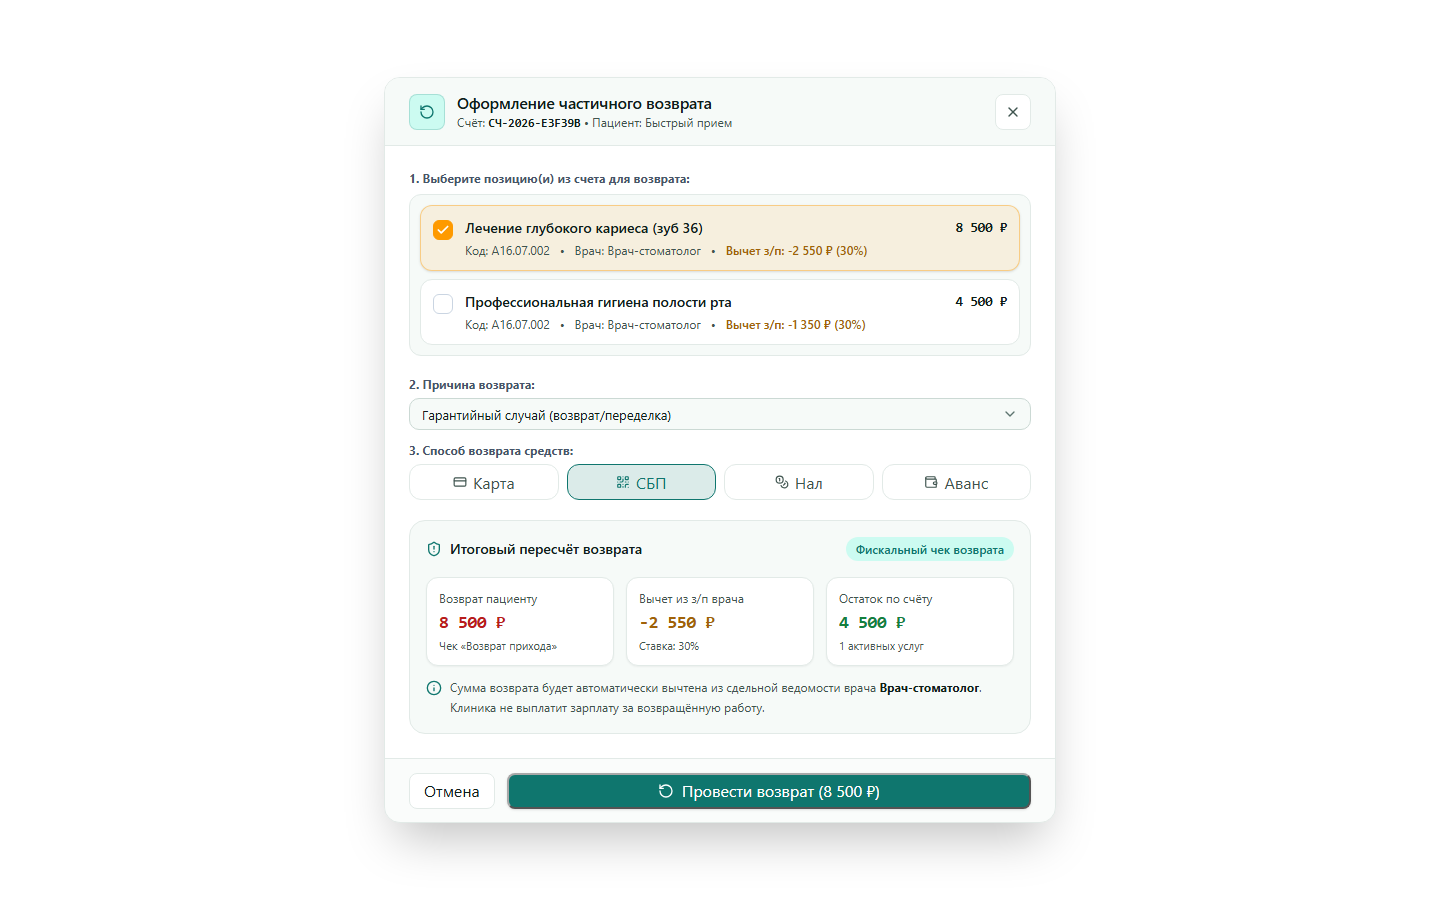 Оформление частичного возврата
Счёт: СЧ-2026-E3F39B • Пациент: Быстрый прием
1. Выберите позицию(и) из счета для возврата:
Лечение глубокого кариеса (зуб 36)
8 500 ₽
Код: A16.07.002 • Врач: Врач-стоматолог • Вычет з/п: -2 550 ₽ (30%)
Профессиональная гигиена полости рта
4 500 ₽
Код: A16.07.002 • Врач: Врач-стоматолог • Вычет з/п: -1 350 ₽ (30%)
2. Причина возврата:
Гарантийный случай (возврат/переделка)
3. Способ возврата средств:
Карта
СБП
Нал
Аванс
Итоговый пересчёт возврата
Фискальный чек возврата
Возврат пациенту
8 500 ₽
Чек «Возврат прихода»
Вычет из з/п врача
-2 550 ₽
Ставка: 30%
Остаток по счёту
4 500 ₽
1 активных услуг
Сумма возврата будет автоматически вычтена из сдельной ведомости врача Врач-стоматолог.
Клиника не выплатит зарплату за возвращённую работу.
Отмена
Провести возврат (8 500 ₽)